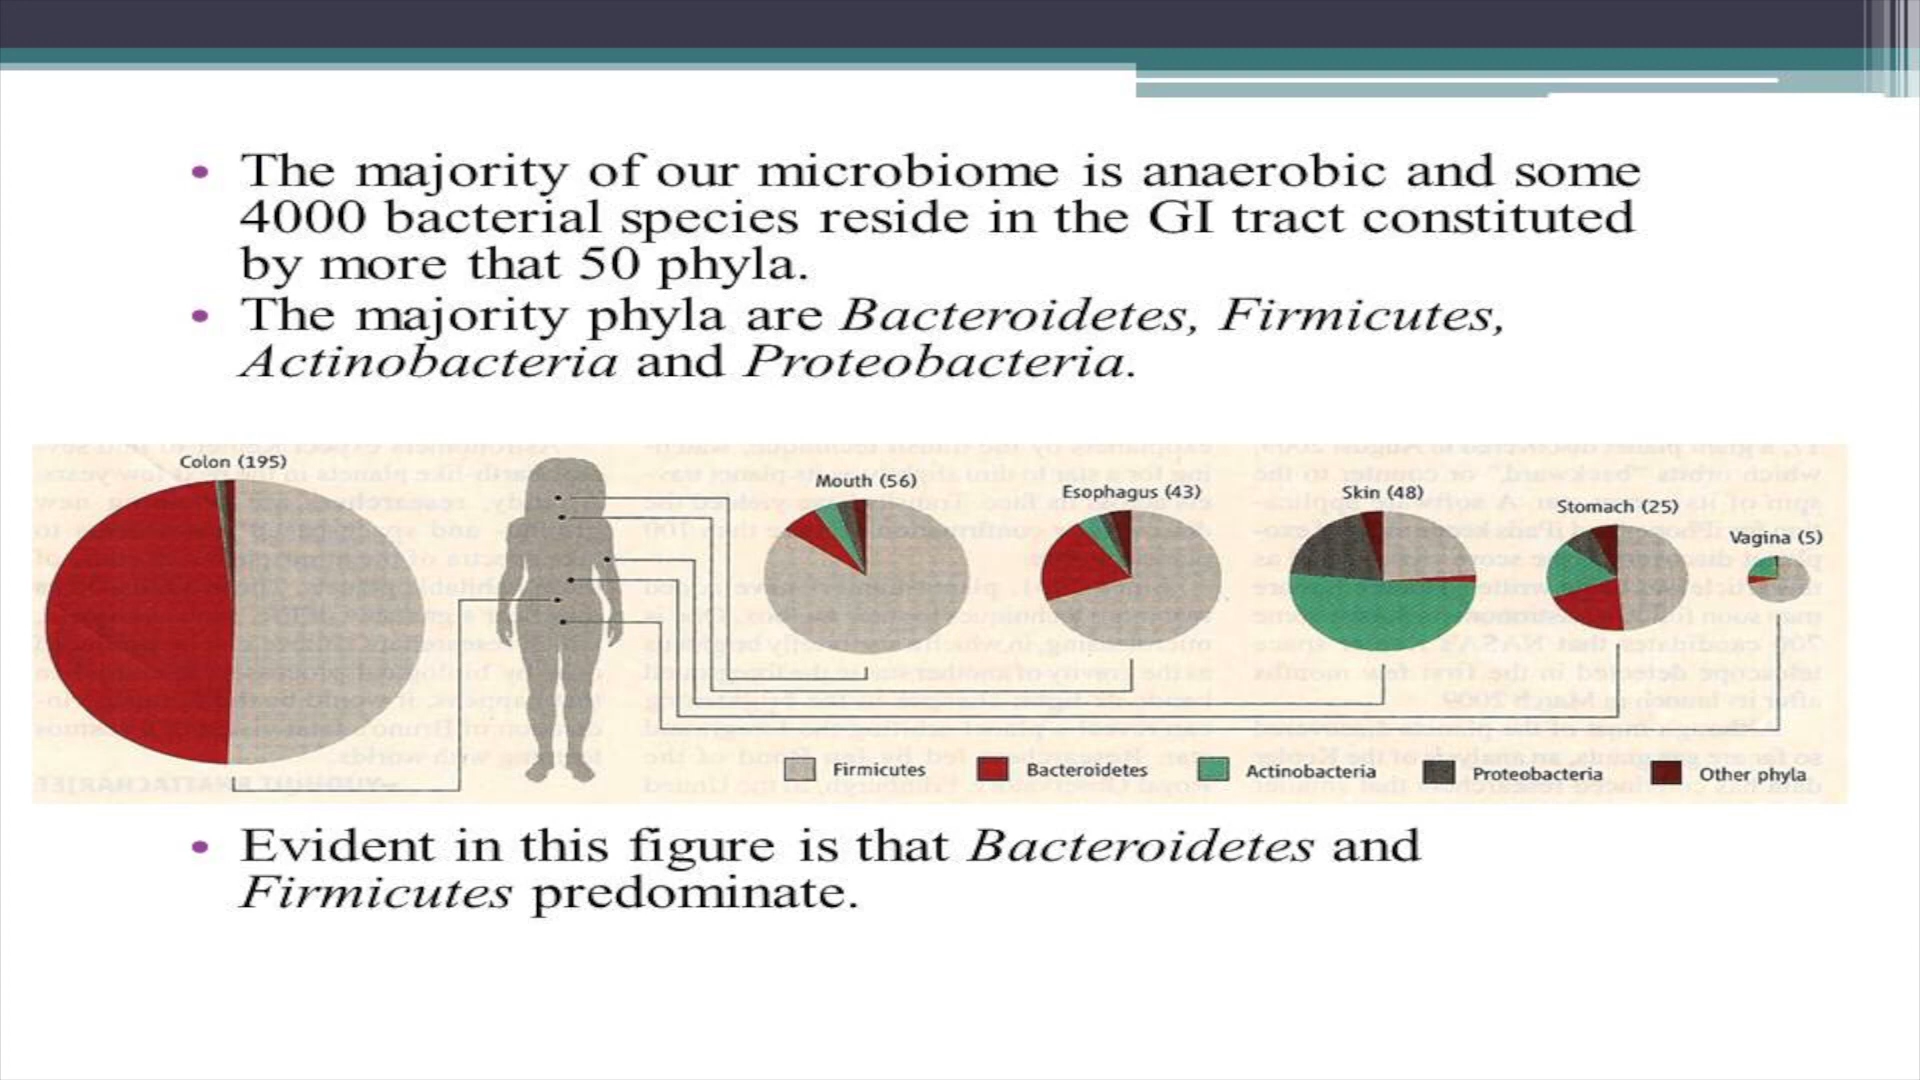 • The majority of our microbiome is anaerobic and some
4000 bacterial species reside in the GI tract constituted
by more that 50 phyla.
• The majority phyla are Bacteroidetes, Firmicutes,
Actinobacteria and Proteobacteria.
Colon (195)
Mouth (56)
Esophagus (43)
Skin (48)
Stomach (25)
Vagina (5)
Firmicutes
Bacteroidetes
Actinobacteria
Proteobacteria
Other phyla
• Evident in this figure is that Bacteroidetes and
Firmicutes predominate.